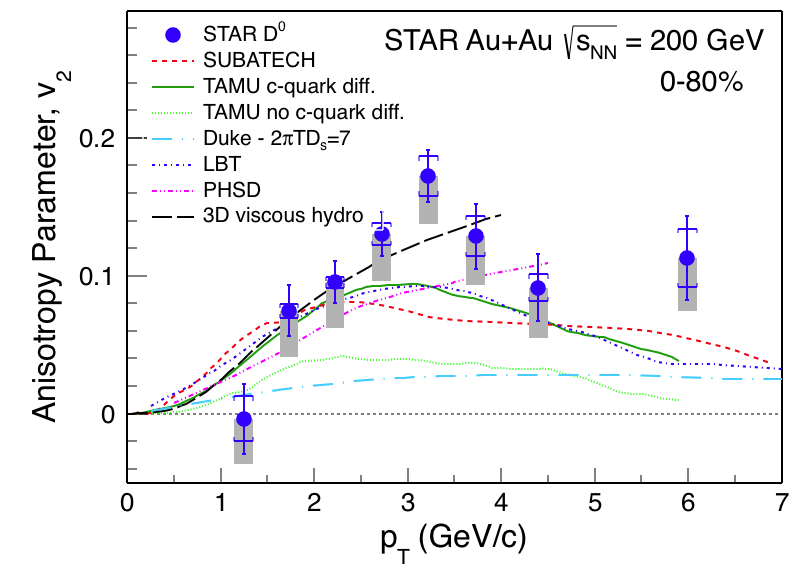 STAR D⁰
SUBATECH
TAMU c-quark diff.
TAMU no c-quark diff.
Duke - 2πTDₛ=7
LBT
PHSD
3D viscous hydro
STAR Au+Au √s_NN = 200 GeV
0-80%
Anisotropy Parameter, v₂
0.2
0.1
0
0 1 2 3 4 5 6 7
p_T (GeV/c)